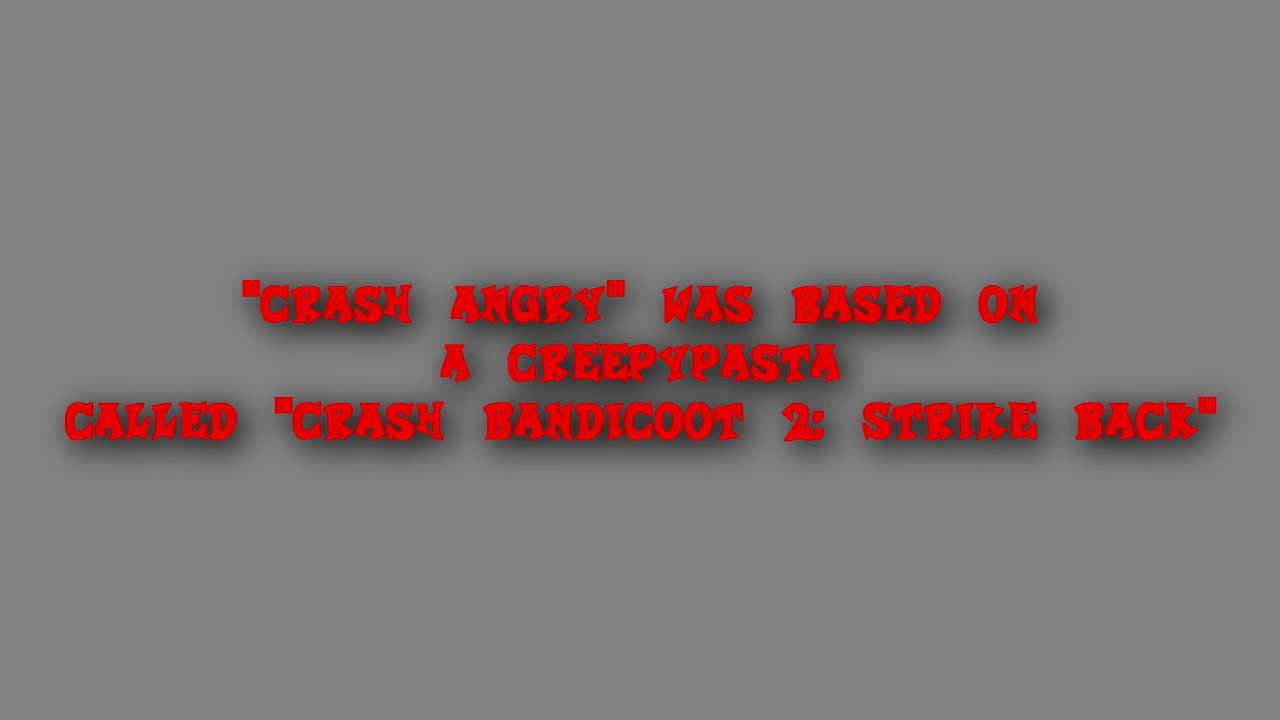 "CRASH ANGRY" WAS BASED ON
A CREEPYPASTA
CALLED "CRASH BANDICOOT 2: STRIKE BACK"